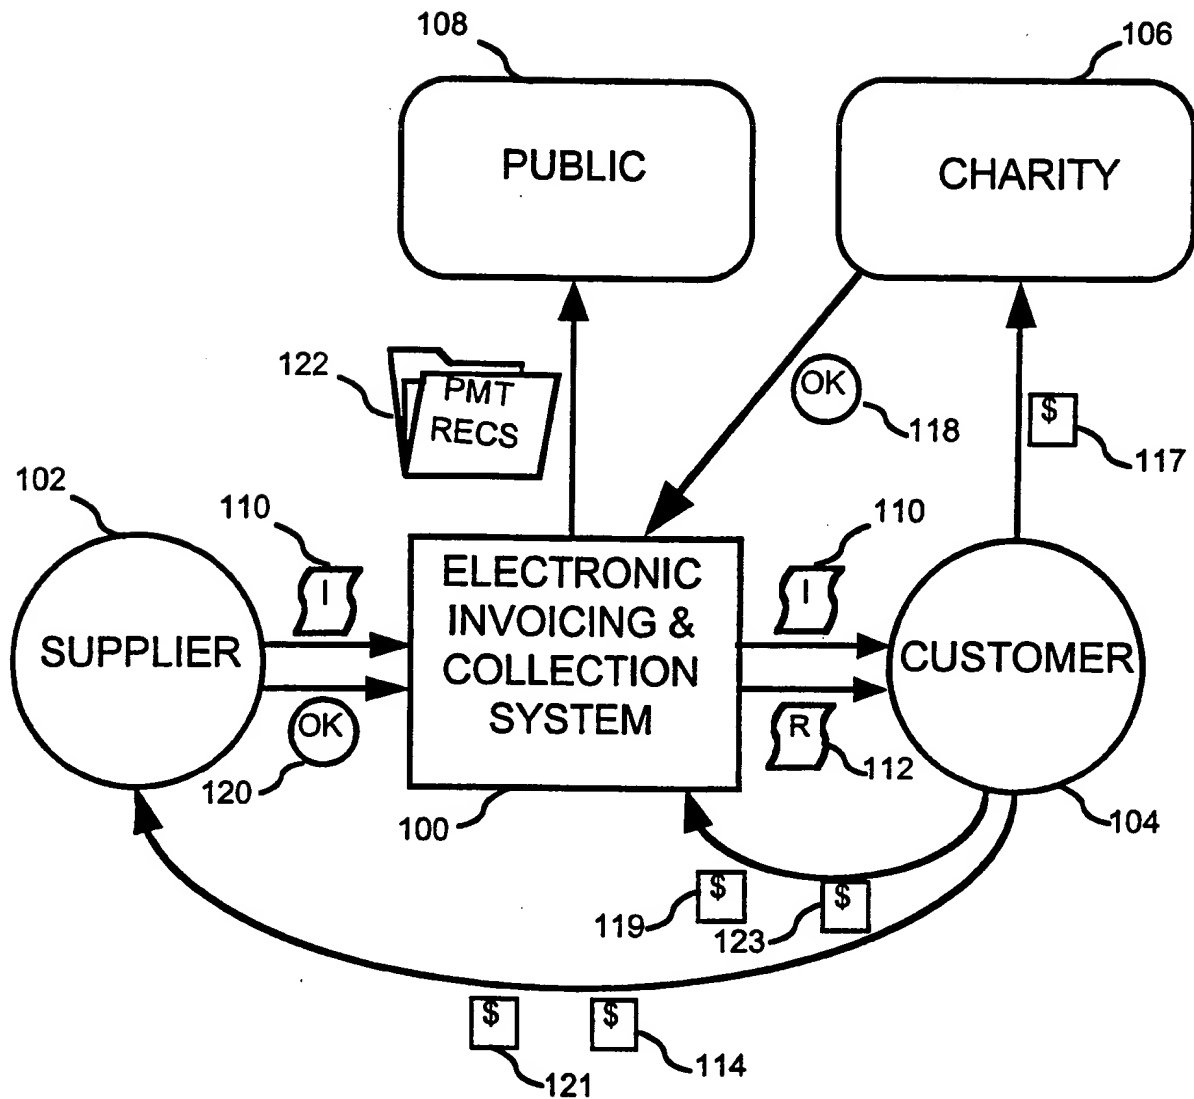 108
106
PUBLIC
CHARITY
122
PMT
RECS
OK
118
$
117
102
110
110
I
I
ELECTRONIC
INVOICING &
COLLECTION
SYSTEM
SUPPLIER
CUSTOMER
OK
R
120
112
100
104
$
$
119
123
$
$
121
114